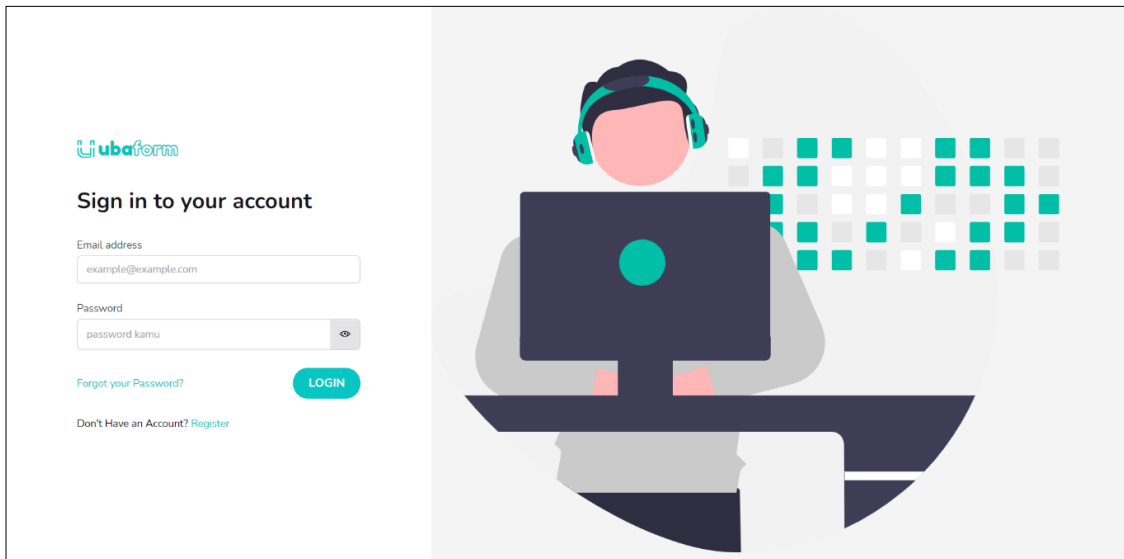 ubaform
Sign in to your account
Email address
example@example.com
Password
password kamu
Forgot your Password?
LOGIN
Don't Have an Account? Register